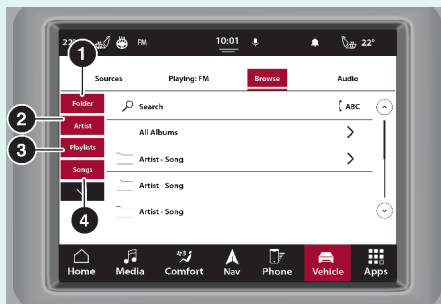 22° FM 10:01 22°
1
Sources Playing: FM Browse Audio
Folder Search ABC
2
Artist All Albums
3
Playlists Artist - Song
Songs Artist - Song
4
Artist - Song
Home Media Comfort Nav Phone Vehicle Apps